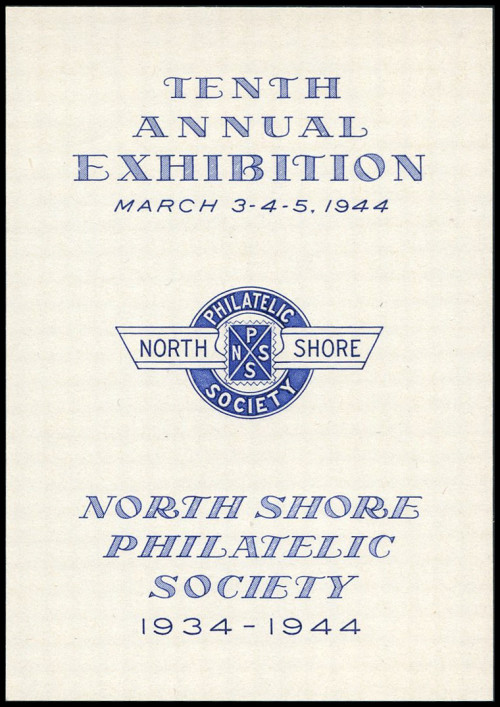 TENTH
ANNUAL
EXHIBITION
MARCH 3-4-5, 1944
PHILATELIC
NORTH SHORE
P
N S
S
SOCIETY
NORTH SHORE
PHILATELIC
SOCIETY
1934-1944